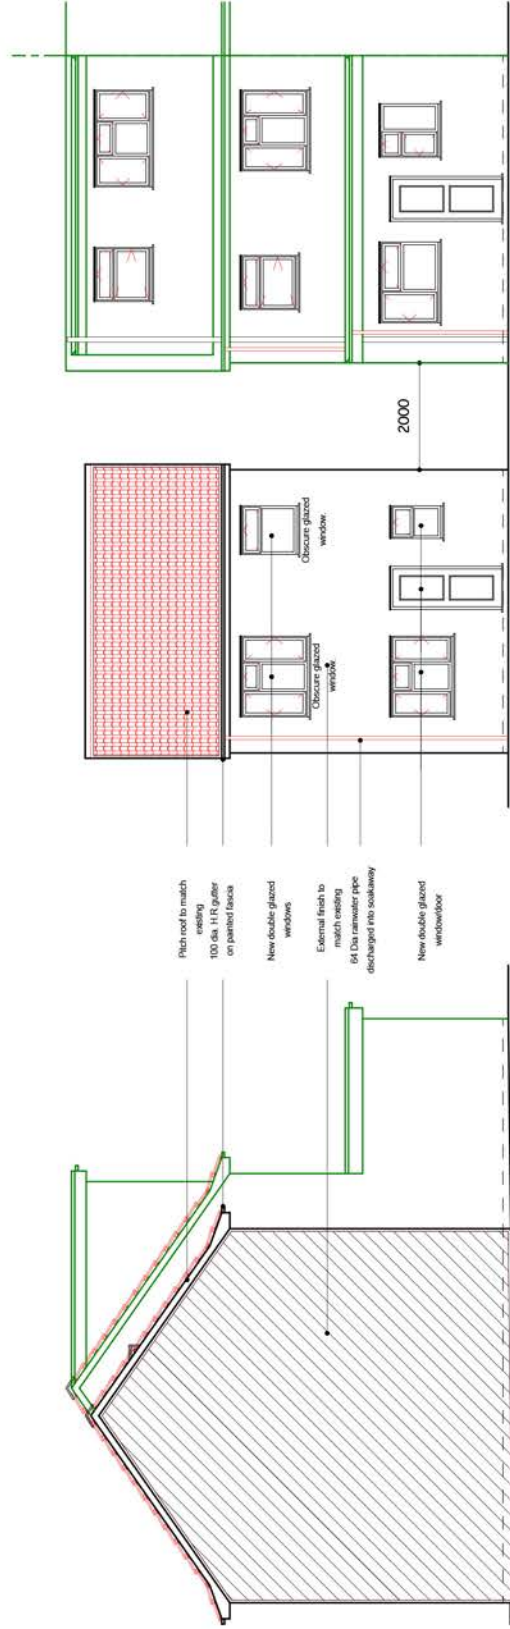 Pitch roof to match
existing
100 dia. H.R.gutter
on painted fascia
New double glazed
windows
External finish to
match existing
64 Dia rainwater pipe
discharged into soakaway
New double glazed
window/door
Obscure glazed
window.
Obscure glazed
window.
2000